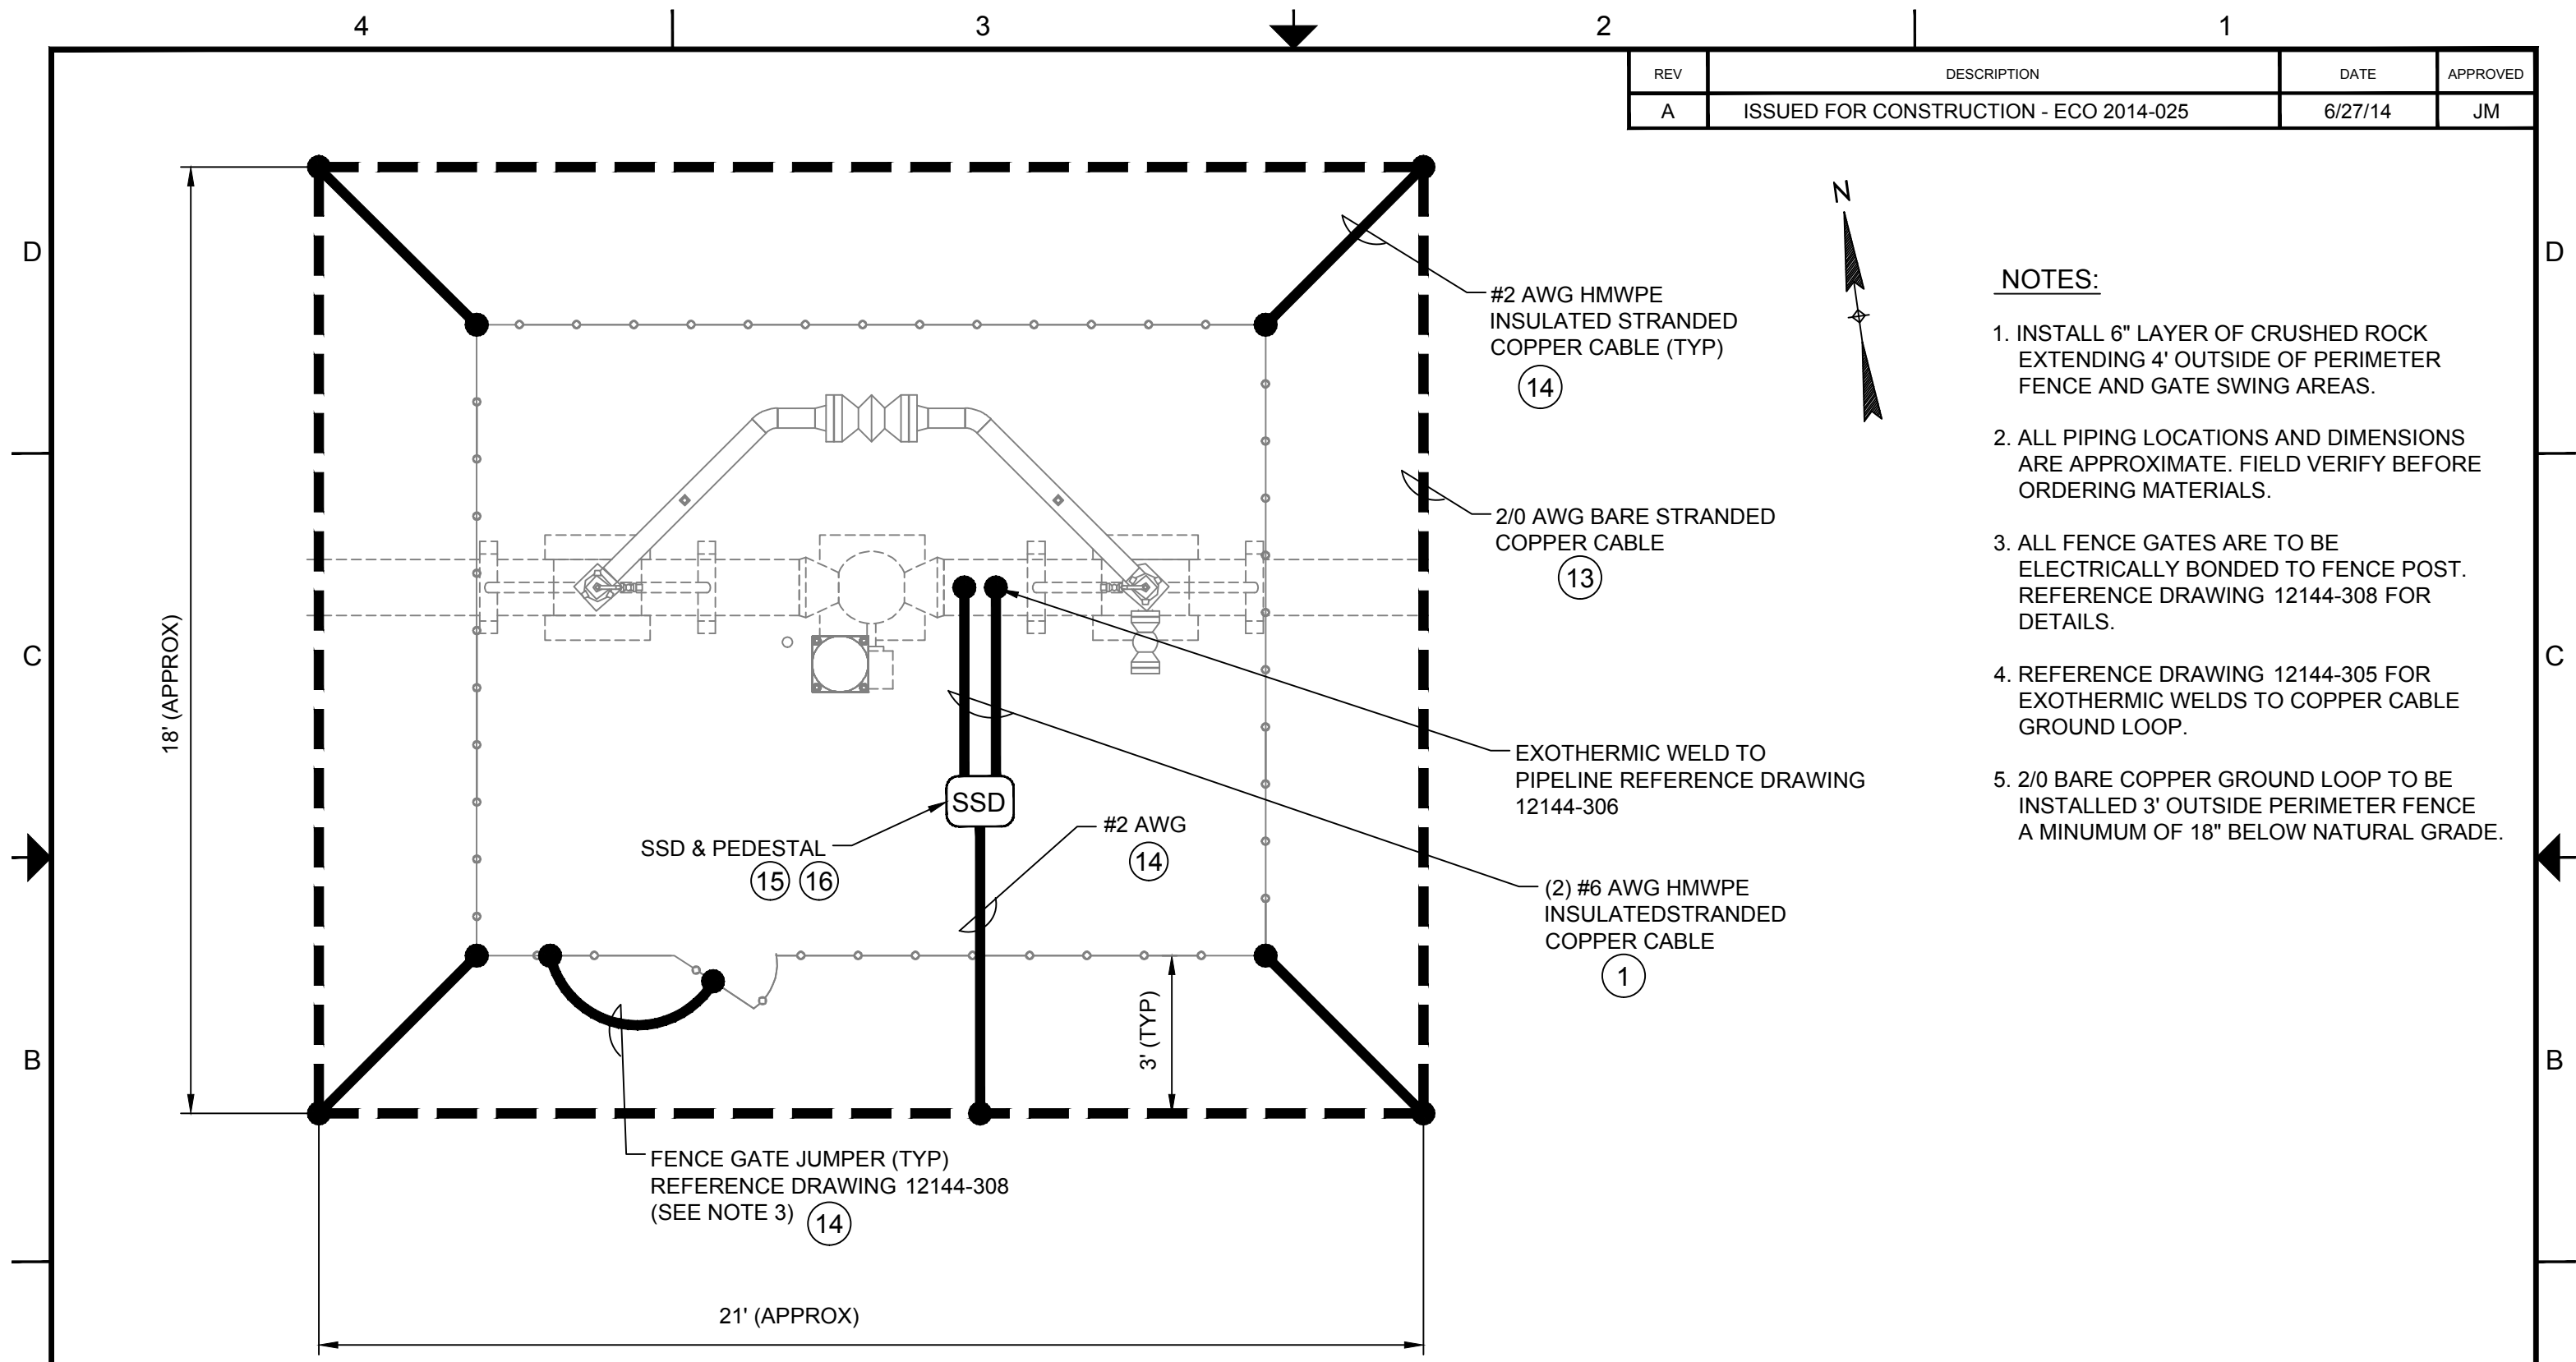 4 3 2 1
REV DESCRIPTION DATE APPROVED
A ISSUED FOR CONSTRUCTION - ECO 2014-025 6/27/14 JM
D
D
C
C
B
B
N
18' (APPROX)
#2 AWG HMWPE
INSULATED STRANDED
COPPER CABLE (TYP)
14
2/0 AWG BARE STRANDED
COPPER CABLE
13
EXOTHERMIC WELD TO
PIPELINE REFERENCE DRAWING
12144-306
SSD
SSD & PEDESTAL
15 16
#2 AWG
14
(2) #6 AWG HMWPE
INSULATEDSTRANDED
COPPER CABLE
1
3' (TYP)
FENCE GATE JUMPER (TYP)
REFERENCE DRAWING 12144-308
(SEE NOTE 3)
14
21' (APPROX)
NOTES:
1. INSTALL 6" LAYER OF CRUSHED ROCK
EXTENDING 4' OUTSIDE OF PERIMETER
FENCE AND GATE SWING AREAS.
2. ALL PIPING LOCATIONS AND DIMENSIONS
ARE APPROXIMATE. FIELD VERIFY BEFORE
ORDERING MATERIALS.
3. ALL FENCE GATES ARE TO BE
ELECTRICALLY BONDED TO FENCE POST.
REFERENCE DRAWING 12144-308 FOR
DETAILS.
4. REFERENCE DRAWING 12144-305 FOR
EXOTHERMIC WELDS TO COPPER CABLE
GROUND LOOP.
5. 2/0 BARE COPPER GROUND LOOP TO BE
INSTALLED 3' OUTSIDE PERIMETER FENCE
A MINUMUM OF 18" BELOW NATURAL GRADE.